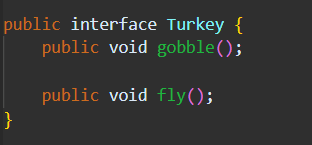 public interface Turkey {
    public void gobble();
    public void fly();
}